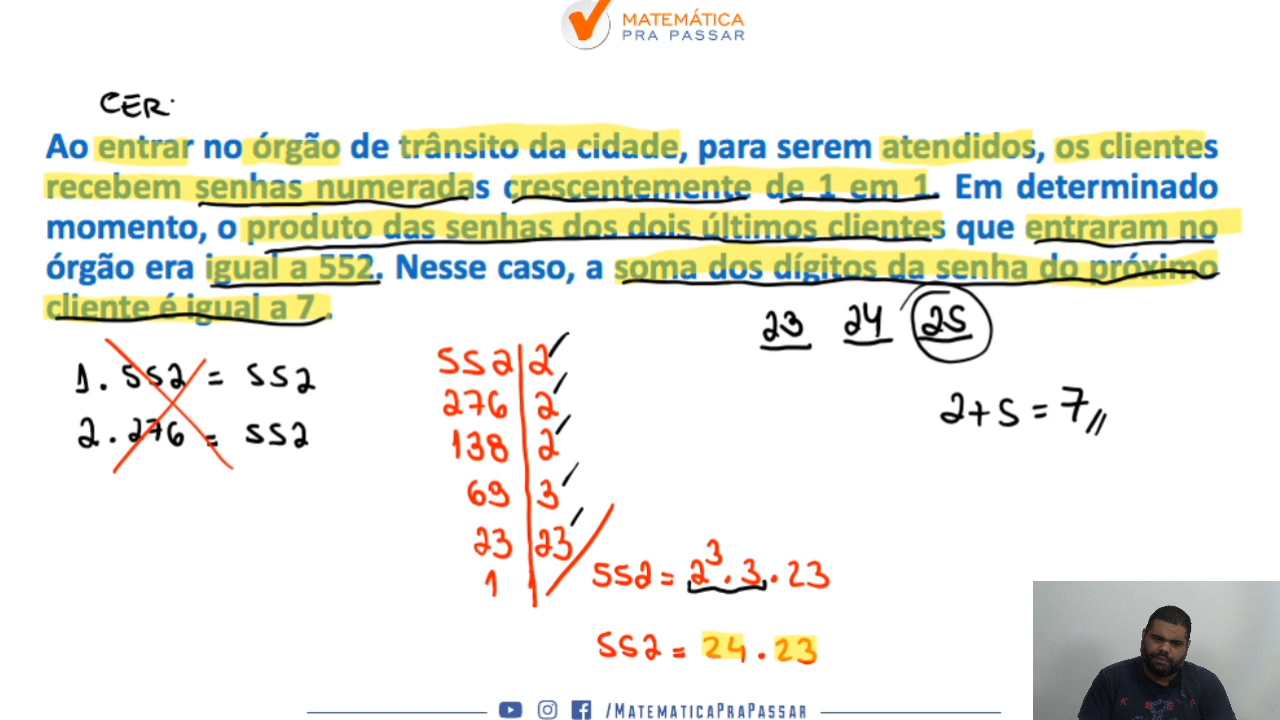 MATEMÁTICA
PRA PASSAR
CER.
Ao entrar no órgão de trânsito da cidade, para serem atendidos, os clientes
recebem senhas numeradas crescentemente de 1 em 1. Em determinado
momento, o produto das senhas dos dois últimos clientes que entraram no
órgão era igual a 552. Nesse caso, a soma dos dígitos da senha do próximo
cliente é igual a 7 .
23 24 25
1. 552 = 552
2. 276 = 552
552 2
276 2
138 2
69 3
23 23
1
2+5=7
552 = 2³.3.23
552 = 24.23
KEEP
/MATEMATICAPRAPASSAR